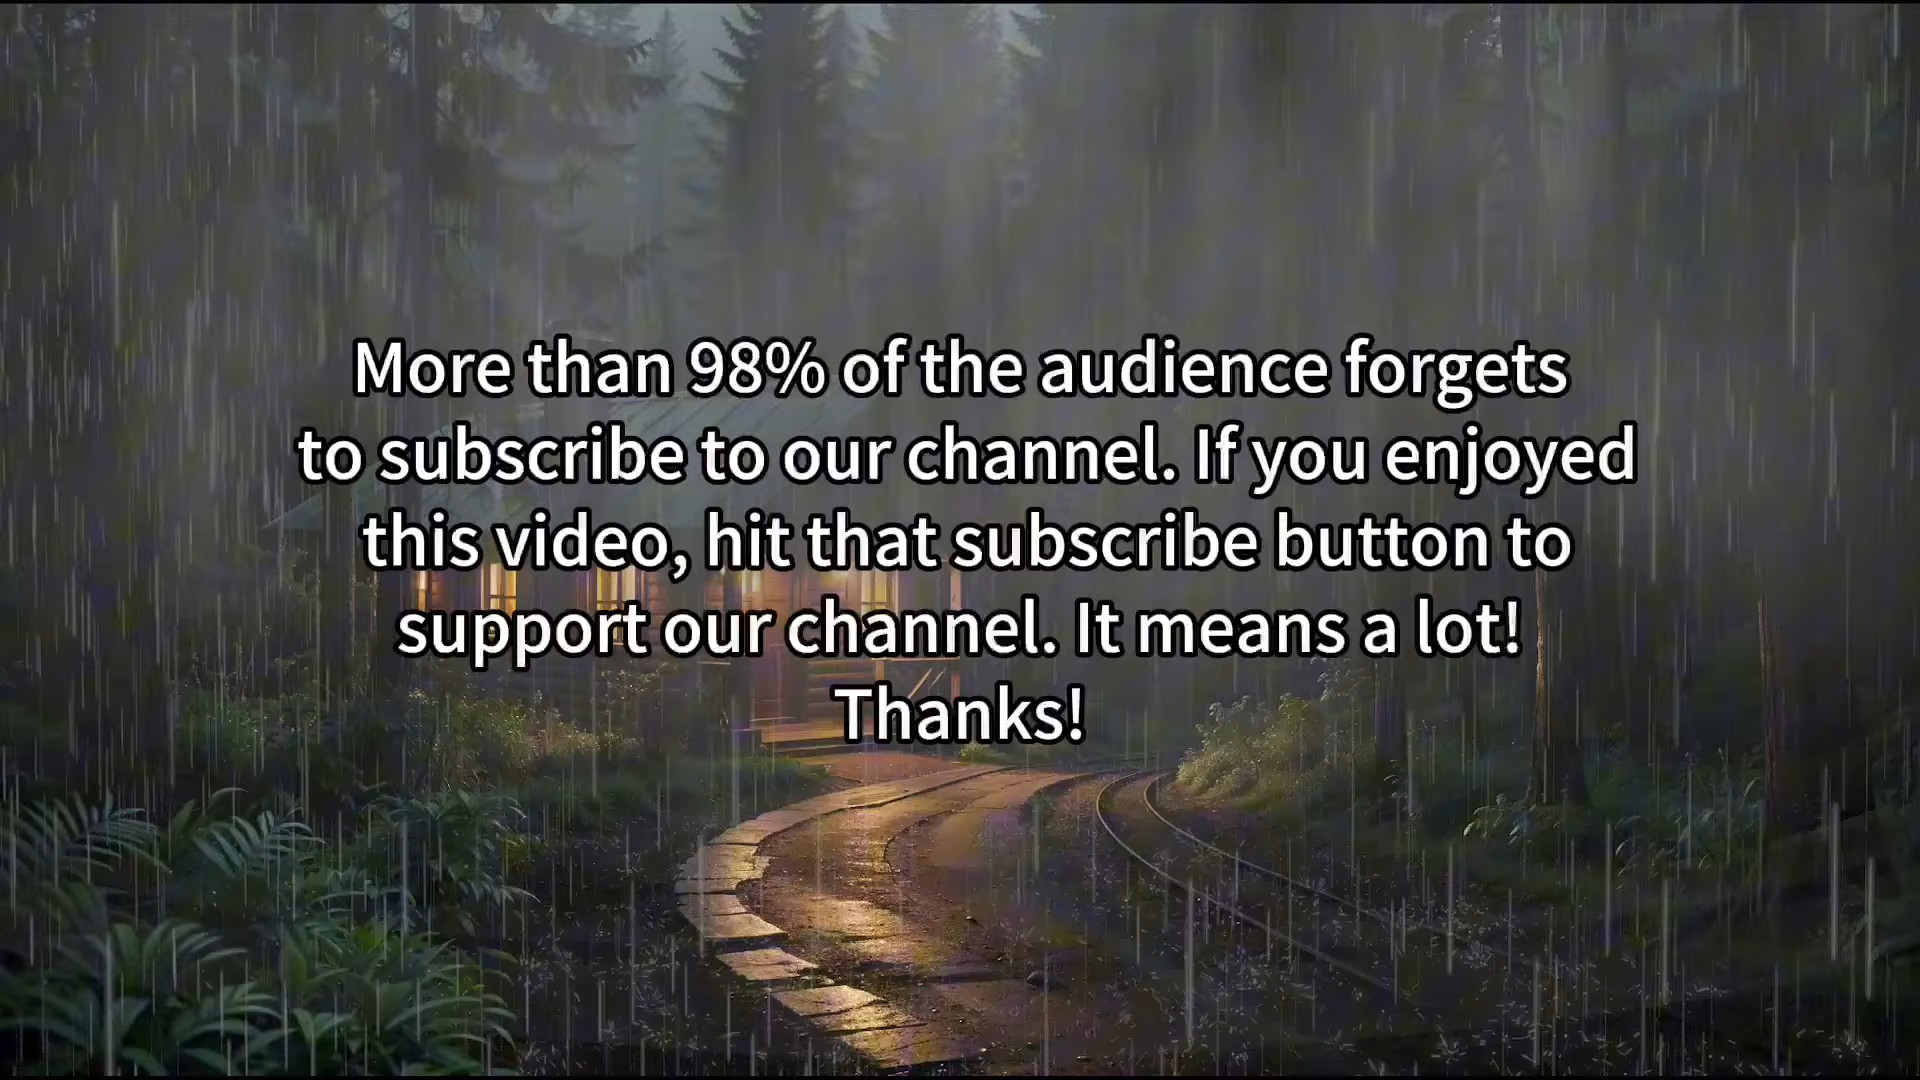 More than 98% of the audience forgets
to subscribe to our channel. If you enjoyed
this video, hit that subscribe button to
support our channel. It means a lot!
Thanks!